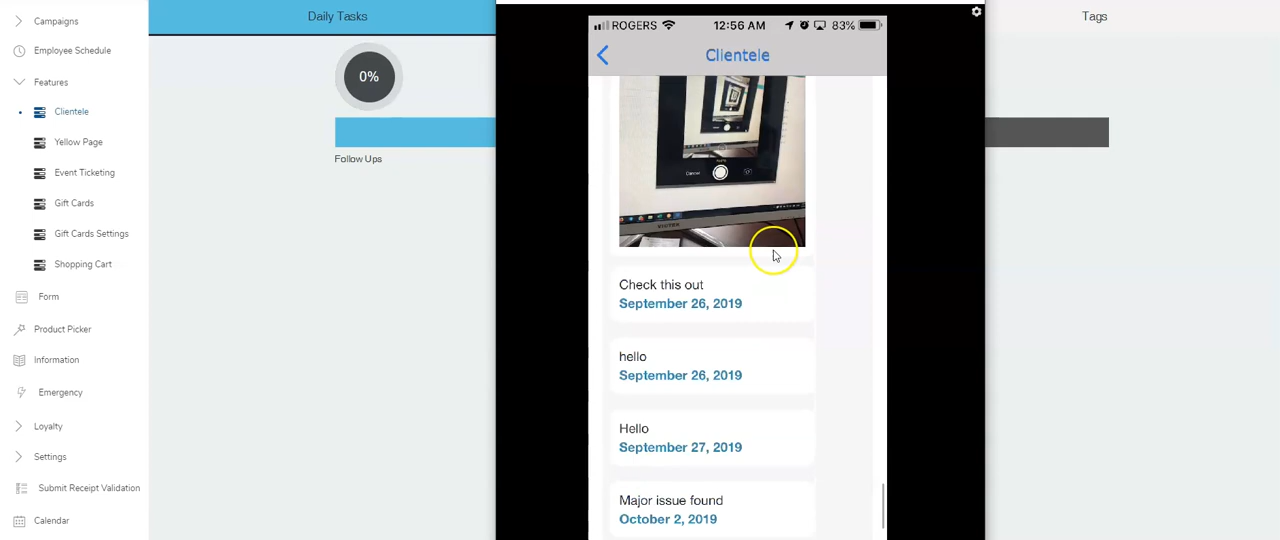 Campaigns
Employee Schedule
Features
Clientele
Yellow Page
Event Ticketing
Gift Cards
Gift Cards Settings
Shopping Cart
Form
Product Picker
Information
Emergency
Loyalty
Settings
Submit Receipt Validation
Calendar
Daily Tasks
0%
Follow Ups
ROGERS
12:56 AM
83%
Clientele
Cancel
Check this out
September 26, 2019
hello
September 26, 2019
Hello
September 27, 2019
Major issue found
October 2, 2019
Tags